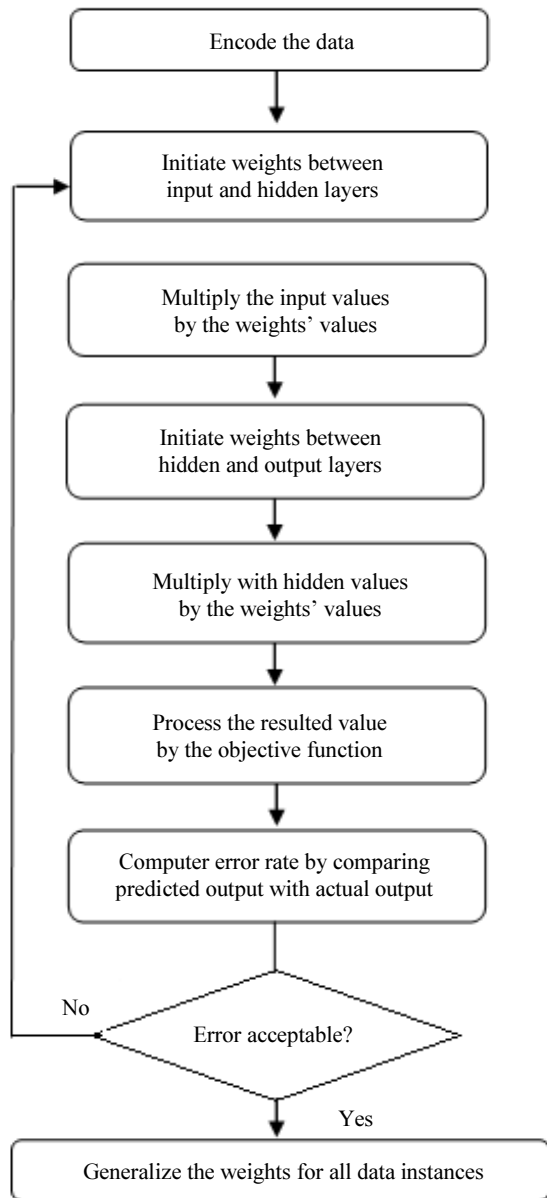 Encode the data
Initiate weights between
input and hidden layers
Multiply the input values
by the weights’ values
Initiate weights between
hidden and output layers
Multiply with hidden values
by the weights’ values
Process the resulted value
by the objective function
Computer error rate by comparing
predicted output with actual output
No
Error acceptable?
Yes
Generalize the weights for all data instances